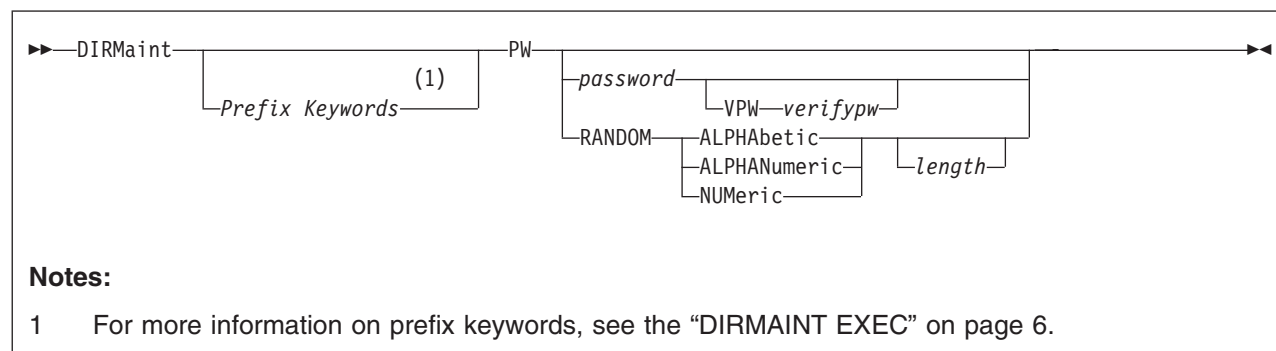 ►►—DIRMaint PW ►◄
(1)
Prefix Keywords
password
VPW—verifypw
RANDOM ALPHAbetic
ALPHANumeric length
NUMeric
Notes:
1 For more information on prefix keywords, see the “DIRMAINT EXEC” on page 6.